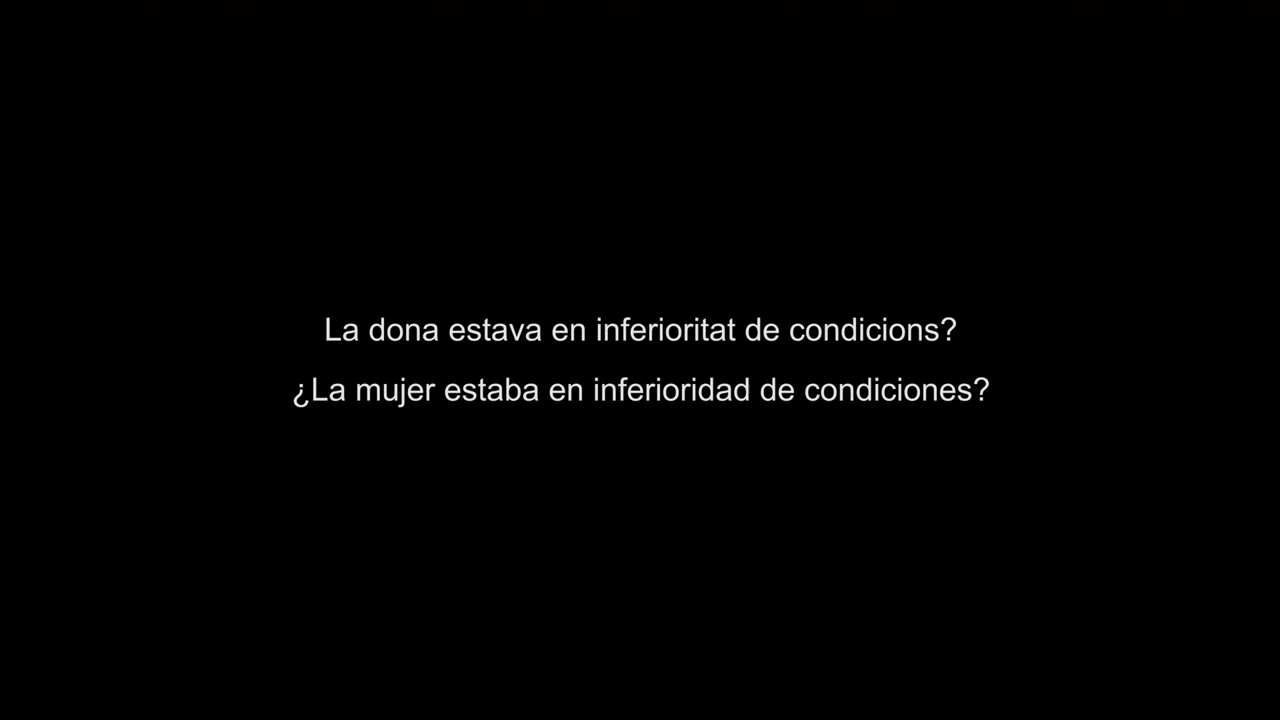 La dona estava en inferioritat de condicions?
¿La mujer estaba en inferioridad de condiciones?